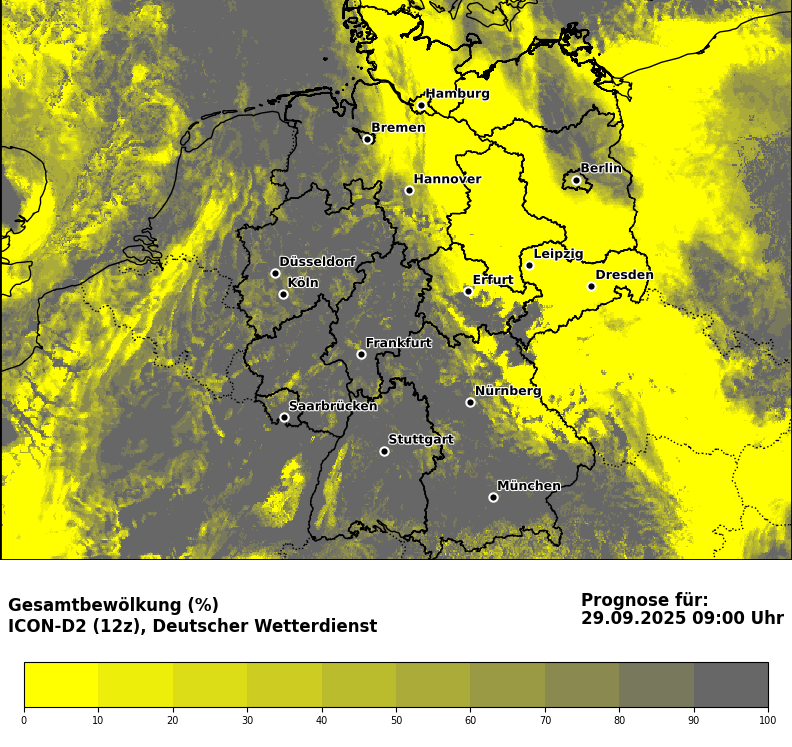 Hamburg
Bremen
Berlin
Hannover
Leipzig
Düsseldorf
Dresden
Köln
Erfurt
Frankfurt
Nürnberg
Saarbrücken
Stuttgart
München
Gesamtbewölkung (%)
ICON-D2 (12z), Deutscher Wetterdienst
Prognose für:
29.09.2025 09:00 Uhr
0 10 20 30 40 50 60 70 80 90 100